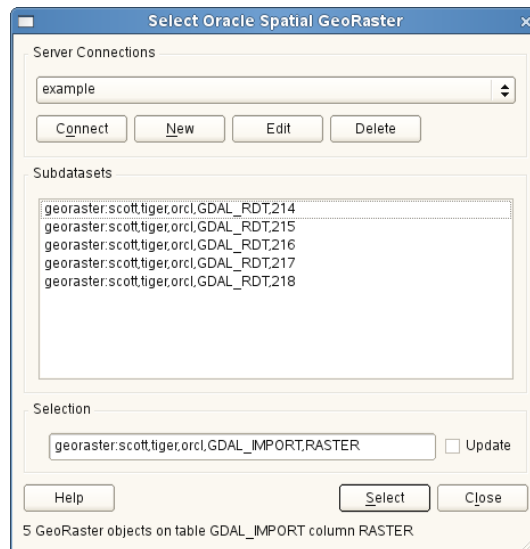 Select Oracle Spatial GeoRaster
Server Connections
example
Connect New Edit Delete
Subdatasets
georaster:scott,tiger,orcl,GDAL_RDT,214
georaster:scott,tiger,orcl,GDAL_RDT,215
georaster:scott,tiger,orcl,GDAL_RDT,216
georaster:scott,tiger,orcl,GDAL_RDT,217
georaster:scott,tiger,orcl,GDAL_RDT,218
Selection
georaster:scott,tiger,orcl,GDAL_IMPORT,RASTER Update
Help Select Close
5 GeoRaster objects on table GDAL_IMPORT column RASTER